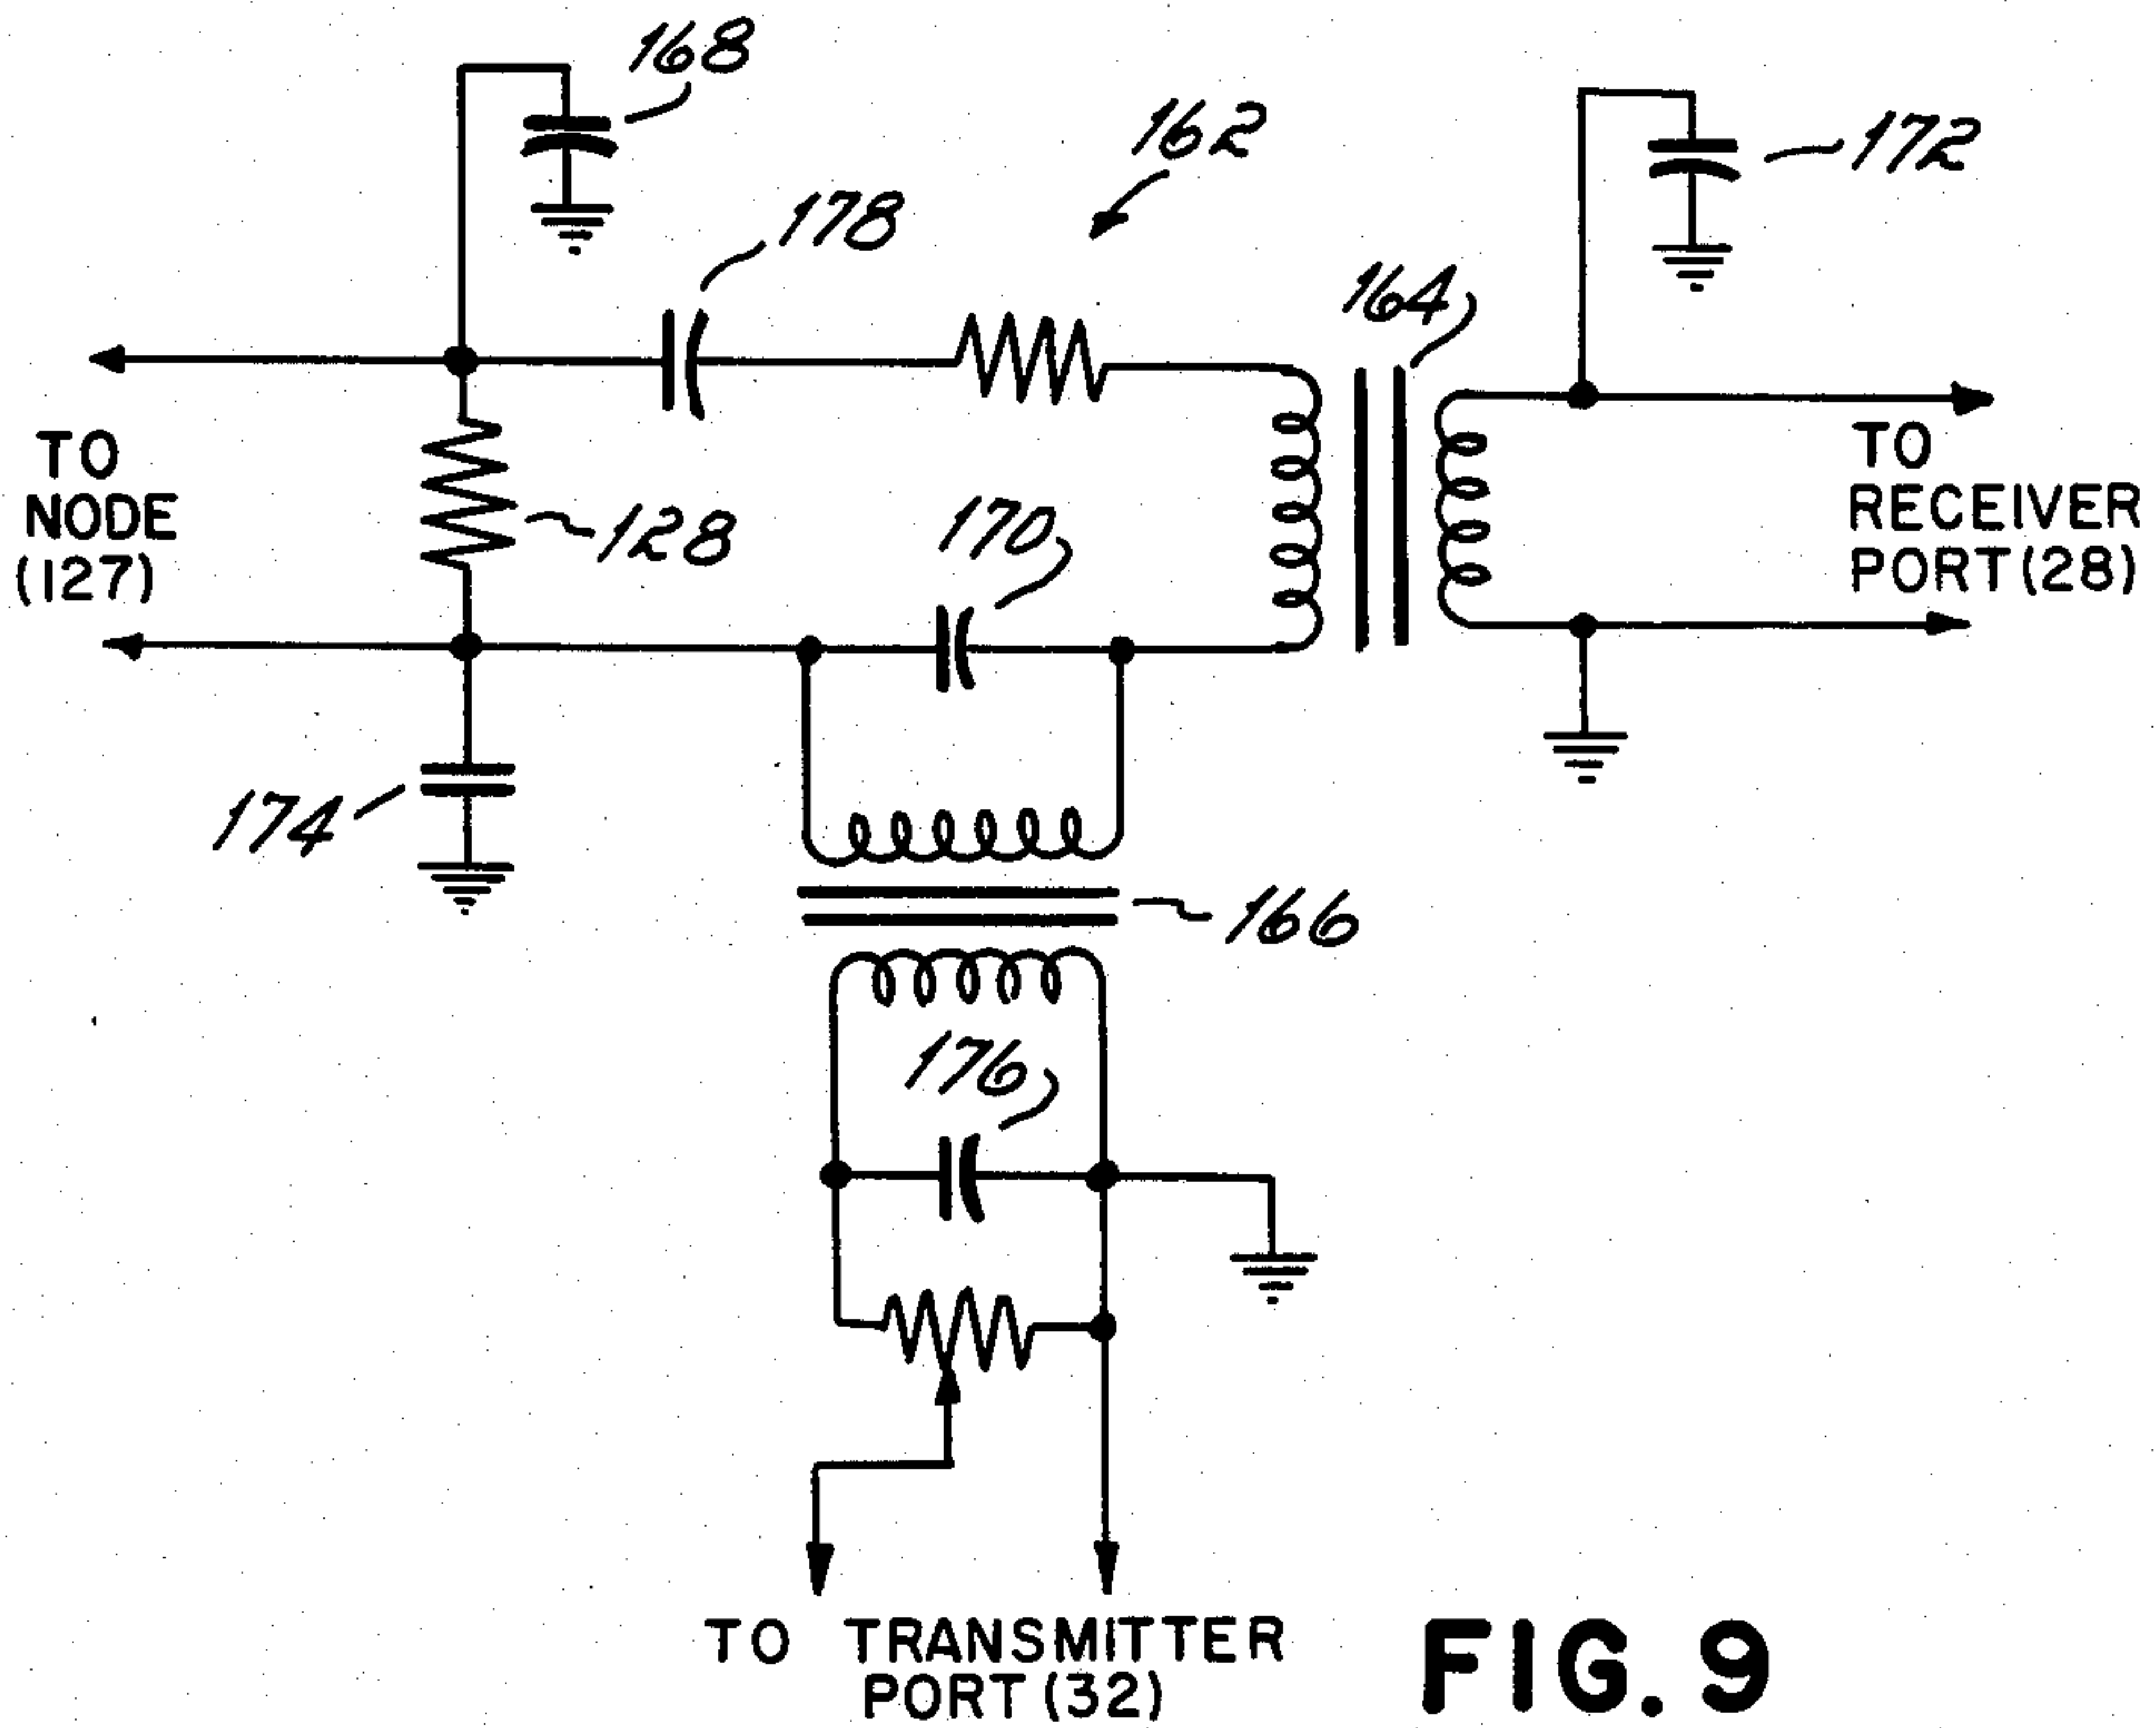 168
162
172
178
164
TO
NODE
(127)
128
170
TO
RECEIVER
PORT(28)
174
166
176
TO TRANSMITTER
PORT(32)
FIG. 9